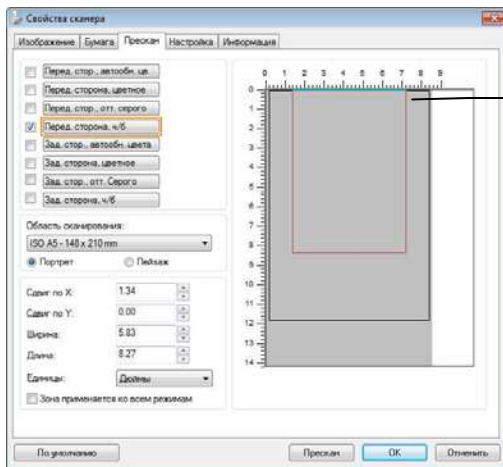 Свойства сканера
Изображение Бумага Прескан Настройка Информация
Перед. стор., автообн. цв.
Перед. сторона, цветное
Перед. стор., отт. серого
Перед. сторона, ч/б
Зад. стор., автообн. цвета
Зад. сторона, цветное
Зад. стор., отт. Серого
Зад. сторона, ч/б
Область сканирования:
ISO A5 - 148 x 210 mm
Портрет Пейзаж
Сдвиг по X: 1.34
Сдвиг по Y: 0.00
Ширина: 5.83
Длина: 8.27
Единицы: Дюймы
Зона применяется ко всем режимам
0 1 2 3 4 5 6 7 8 9
0
1
2
3
4
5
6
7
8
9
10
11
12
13
14
По умолчанию Прескан OK Отменить